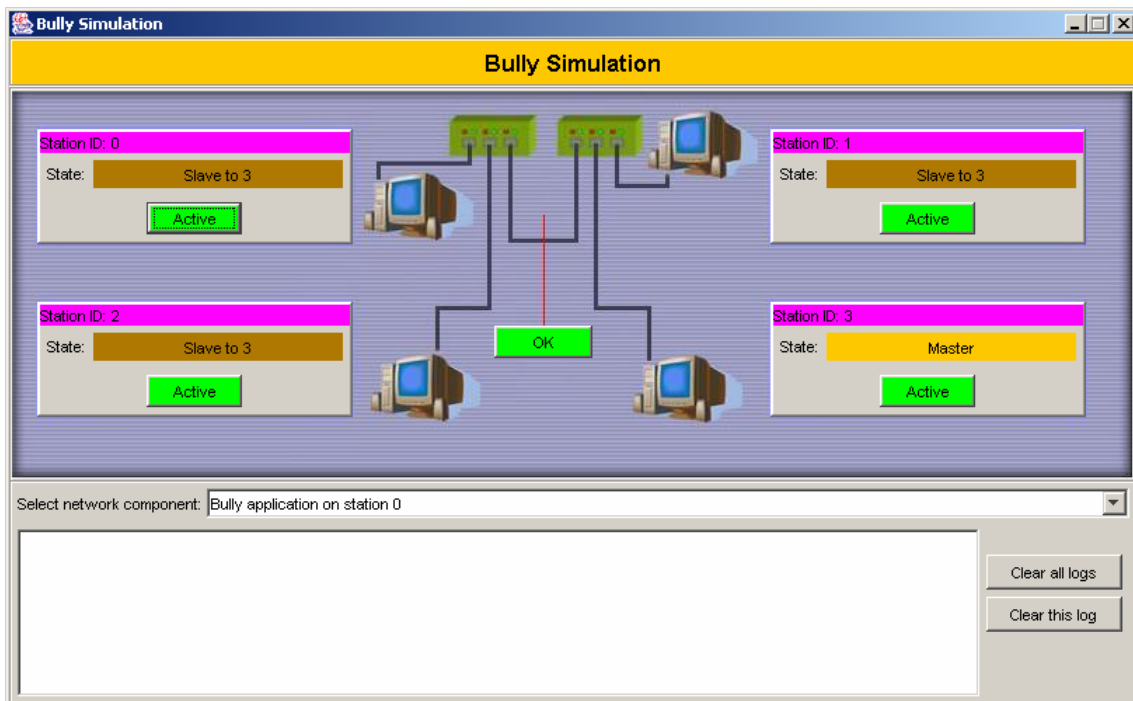 Bully Simulation
Bully Simulation
Station ID: 0
State: Slave to 3
Active
Station ID: 1
State: Slave to 3
Active
Station ID: 2
State: Slave to 3
Active
OK
Station ID: 3
State: Master
Active
Select network component: Bully application on station 0
Clear all logs
Clear this log